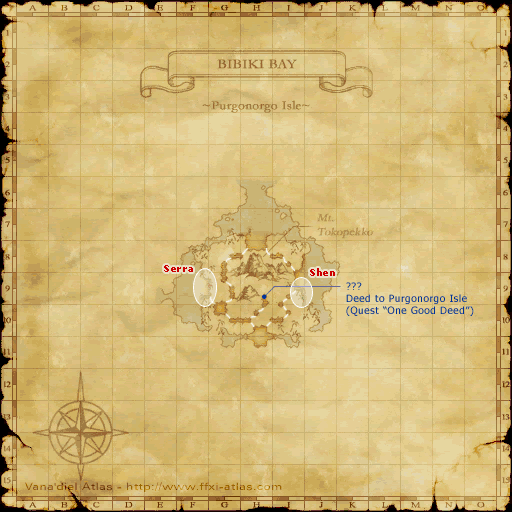 A B C D E F G H I J K L M N O
BIBIKI BAY
~Purgonorgo Isle~
Mt.
Tokopekko
Serra
Shen
???
Deed to Purgonorgo Isle
(Quest “One Good Deed”)
Vana'diel Atlas - http://www.ffxi-atlas.com